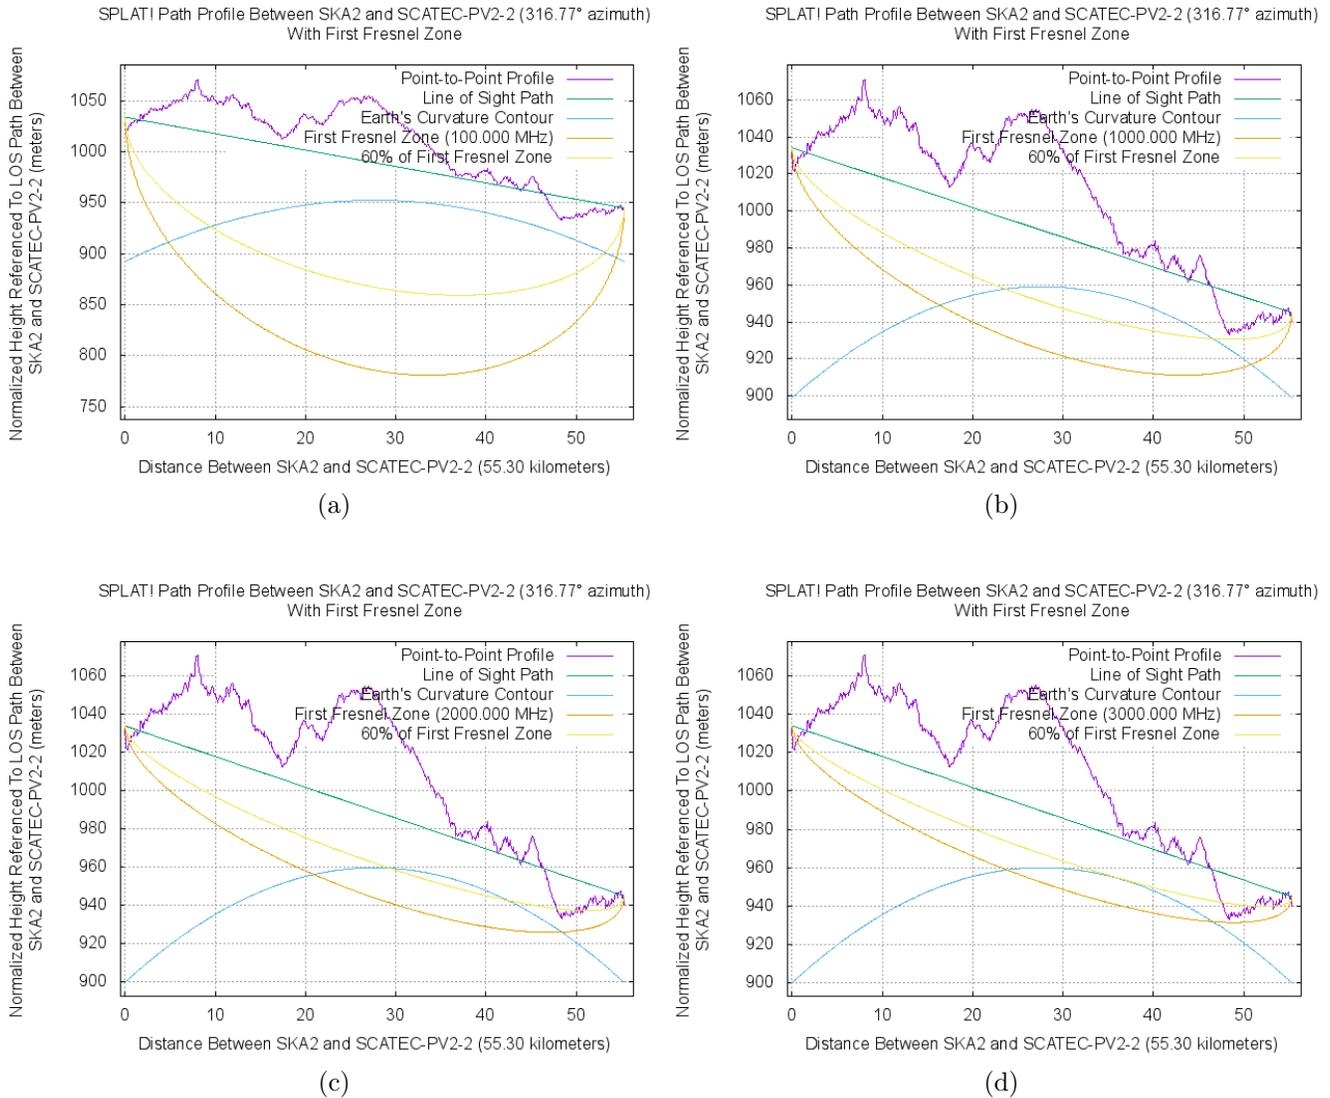 SPLAT! Path Profile Between SKA2 and SCATEC-PV2-2 (316.77° azimuth)
With First Fresnel Zone
Normalized Height Referenced To LOS Path Between
SKA2 and SCATEC-PV2-2 (meters)
Point-to-Point Profile
Line of Sight Path
Earth's Curvature Contour
First Fresnel Zone (100.000 MHz)
60% of First Fresnel Zone
1050
1000
950
900
850
800
750
0 10 20 30 40 50
Distance Between SKA2 and SCATEC-PV2-2 (55.30 kilometers)
(a)
SPLAT! Path Profile Between SKA2 and SCATEC-PV2-2 (316.77° azimuth)
With First Fresnel Zone
Normalized Height Referenced To LOS Path Between
SKA2 and SCATEC-PV2-2 (meters)
Point-to-Point Profile
Line of Sight Path
Earth's Curvature Contour
First Fresnel Zone (1000.000 MHz)
60% of First Fresnel Zone
1060
1040
1020
1000
980
960
940
920
900
0 10 20 30 40 50
Distance Between SKA2 and SCATEC-PV2-2 (55.30 kilometers)
(b)
SPLAT! Path Profile Between SKA2 and SCATEC-PV2-2 (316.77° azimuth)
With First Fresnel Zone
Normalized Height Referenced To LOS Path Between
SKA2 and SCATEC-PV2-2 (meters)
Point-to-Point Profile
Line of Sight Path
Earth's Curvature Contour
First Fresnel Zone (2000.000 MHz)
60% of First Fresnel Zone
1060
1040
1020
1000
980
960
940
920
900
0 10 20 30 40 50
Distance Between SKA2 and SCATEC-PV2-2 (55.30 kilometers)
(c)
SPLAT! Path Profile Between SKA2 and SCATEC-PV2-2 (316.77° azimuth)
With First Fresnel Zone
Normalized Height Referenced To LOS Path Between
SKA2 and SCATEC-PV2-2 (meters)
Point-to-Point Profile
Line of Sight Path
Earth's Curvature Contour
First Fresnel Zone (3000.000 MHz)
60% of First Fresnel Zone
1060
1040
1020
1000
980
960
940
920
900
0 10 20 30 40 50
Distance Between SKA2 and SCATEC-PV2-2 (55.30 kilometers)
(d)